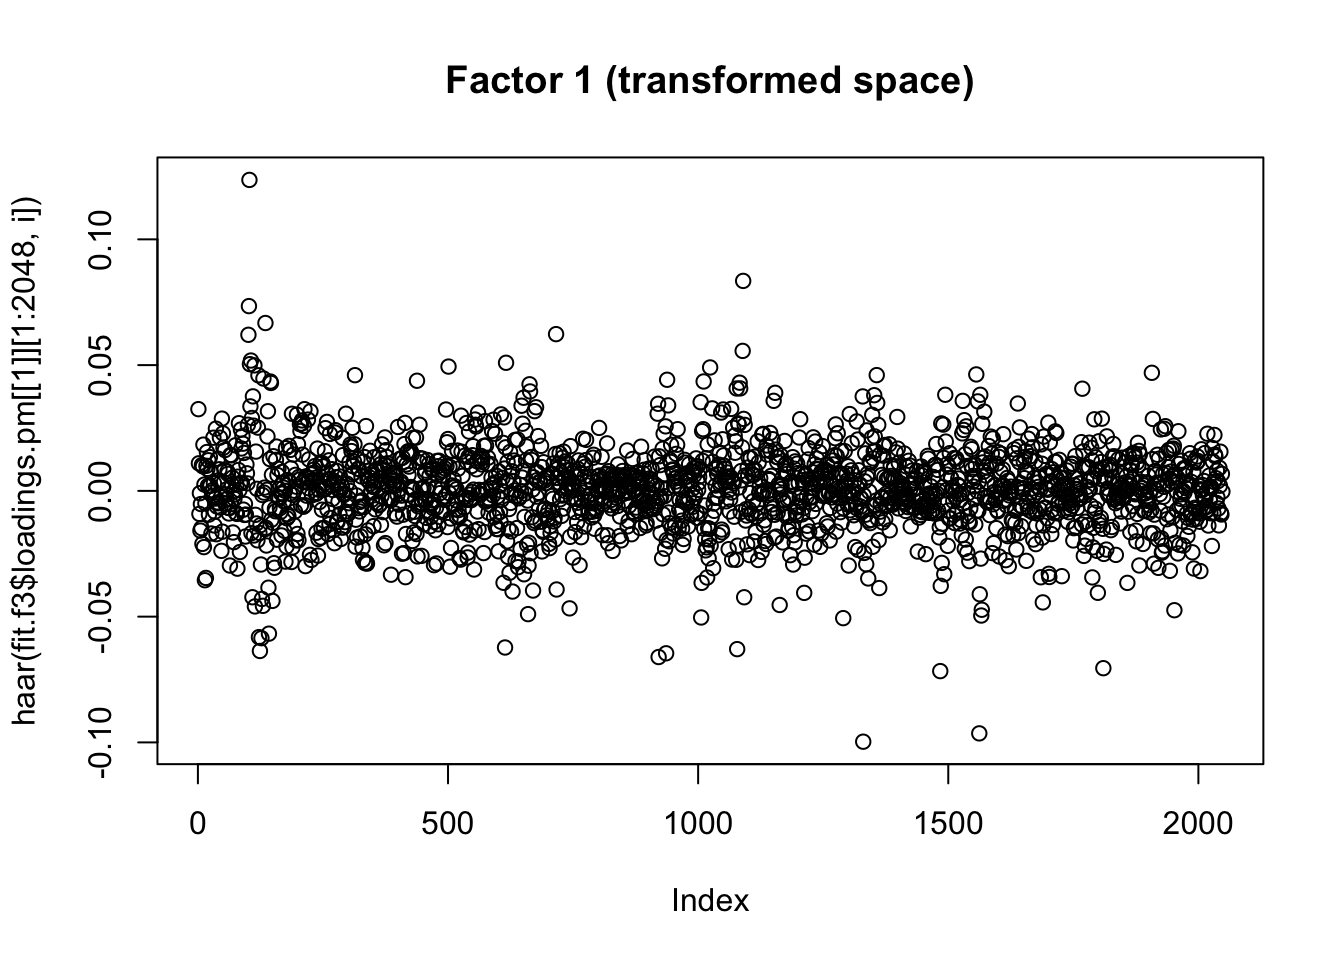 Factor 1 (transformed space)
haar(fit.f3$loadings.pm[[1]][1:2048, i])
0.10
0.05
0.00
-0.05
-0.10
0 500 1000 1500 2000
Index